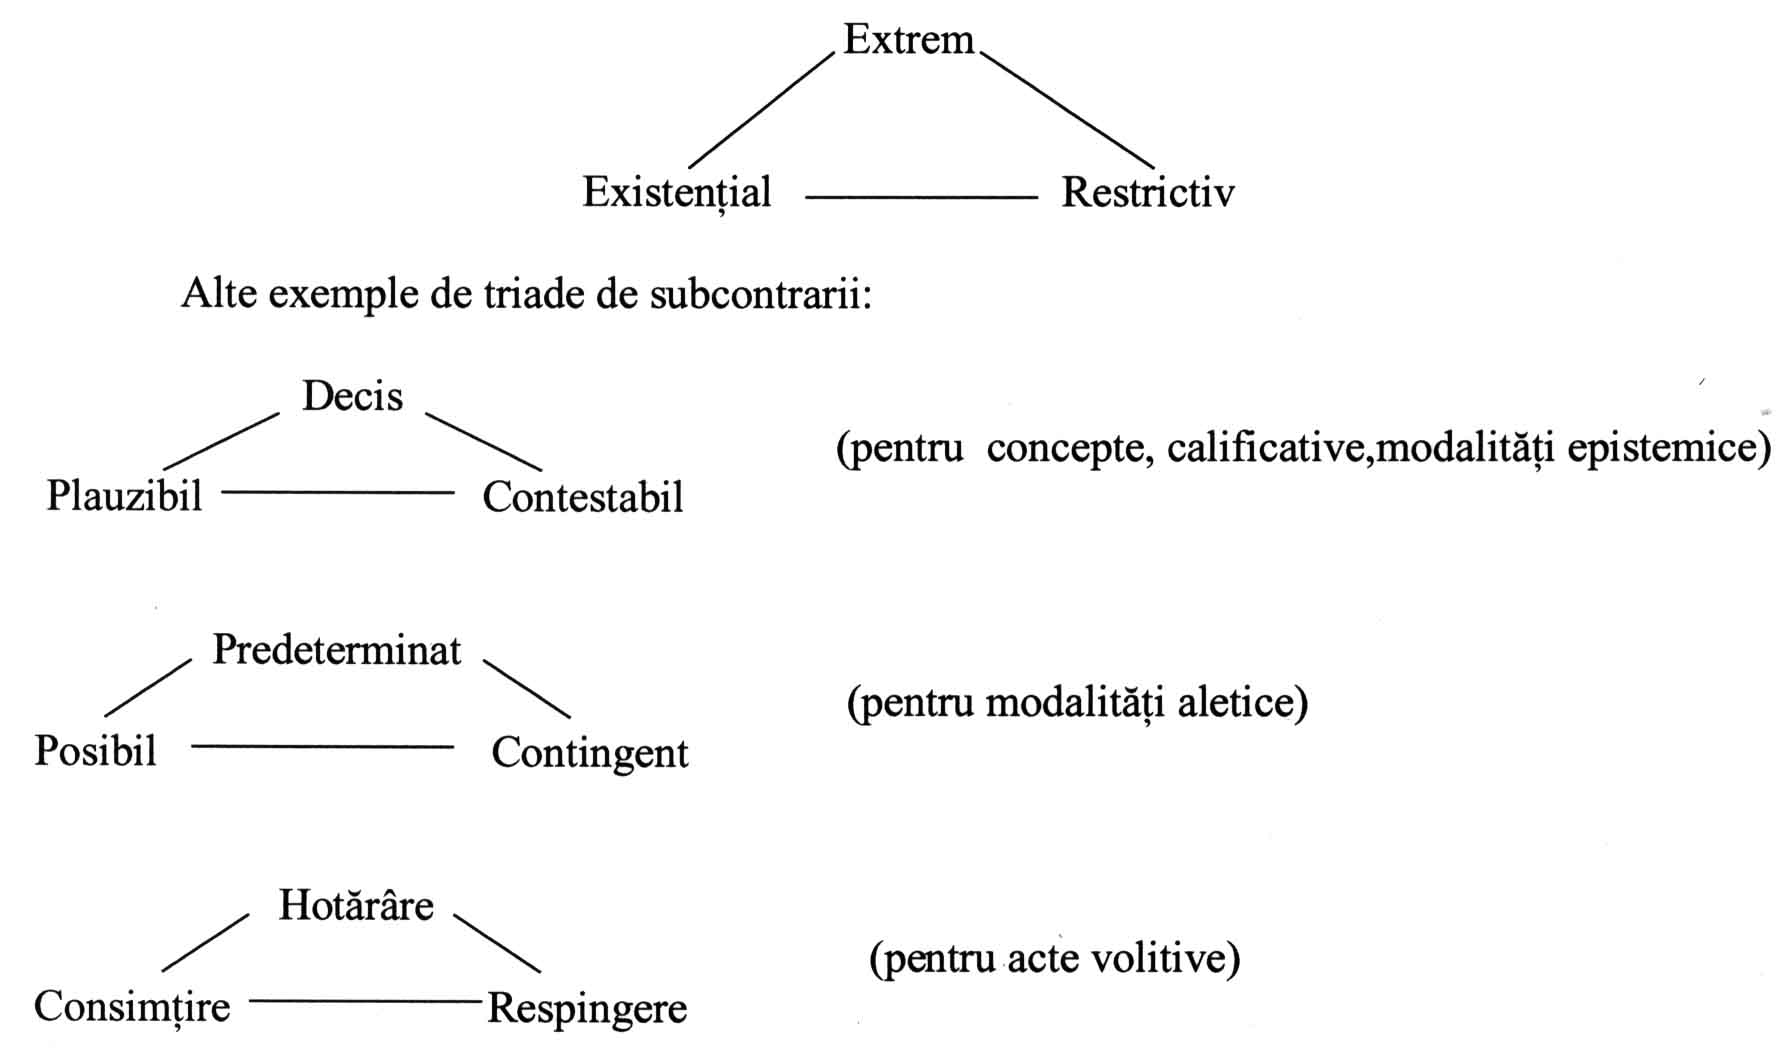 Extrem
Existențial Restrictiv
Alte exemple de triade de subcontrarii:
Decis
(pentru concepte, calificative,modalități epistemice)
Plauzibil Contestabil
Predeterminat
(pentru modalități aletice)
Posibil Contingent
Hotărâre
(pentru acte volitive)
Consimțire Respingere